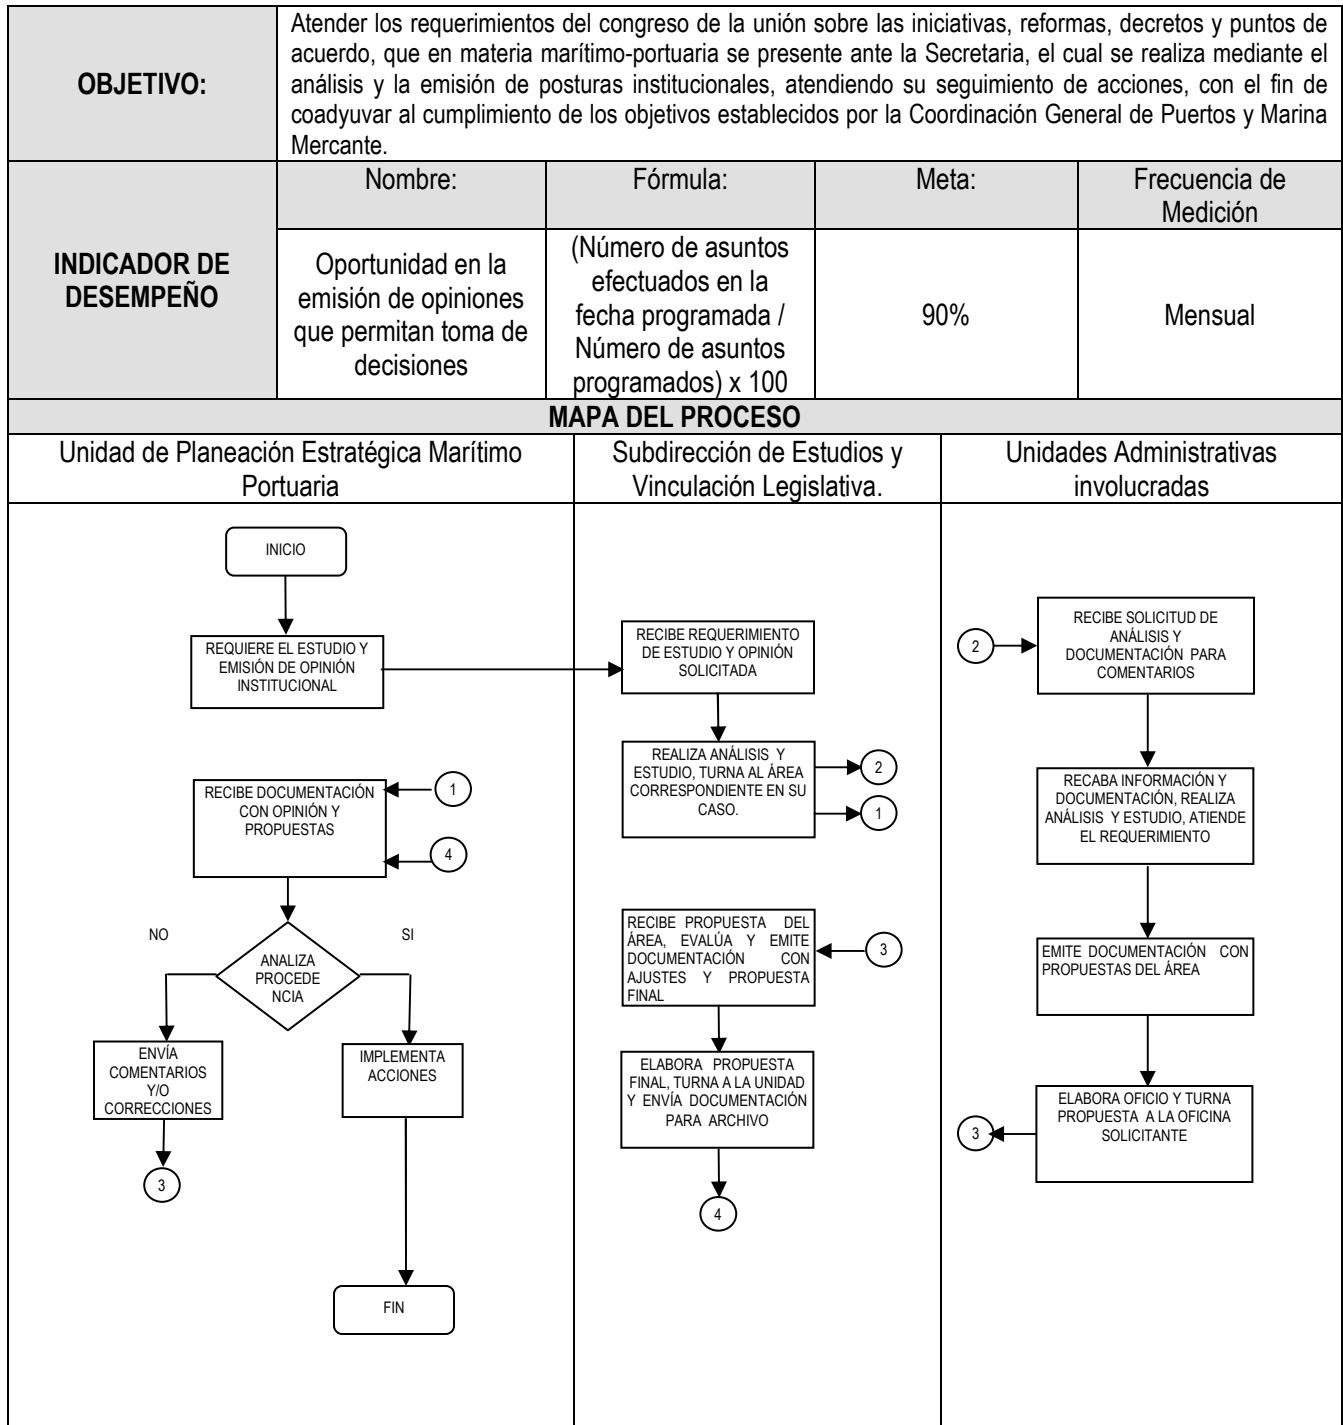 OBJETIVO:
Atender los requerimientos del congreso de la unión sobre las iniciativas, reformas, decretos y puntos de
acuerdo, que en materia marítimo-portuaria se presente ante la Secretaria, el cual se realiza mediante el
análisis y la emisión de posturas institucionales, atendiendo su seguimiento de acciones, con el fin de
coadyuvar al cumplimiento de los objetivos establecidos por la Coordinación General de Puertos y Marina
Mercante.
INDICADOR DE
DESEMPEÑO
Nombre:
Fórmula:
Meta:
Frecuencia de
Medición
Oportunidad en la
emisión de opiniones
que permitan toma de
decisiones
(Número de asuntos
efectuados en la
fecha programada /
Número de asuntos
programados) x 100
90%
Mensual
MAPA DEL PROCESO
Unidad de Planeación Estratégica Marítimo
Portuaria
Subdirección de Estudios y
Vinculación Legislativa.
Unidades Administrativas
involucradas
INICIO
REQUIERE EL ESTUDIO Y
EMISIÓN DE OPINIÓN
INSTITUCIONAL
RECIBE DOCUMENTACIÓN
CON OPINIÓN Y
PROPUESTAS
1
4
NO
SI
ANALIZA
PROCEDE
NCIA
ENVÍA
COMENTARIOS
Y/O
CORRECCIONES
IMPLEMENTA
ACCIONES
3
FIN
RECIBE REQUERIMIENTO
DE ESTUDIO Y OPINIÓN
SOLICITADA
REALIZA ANÁLISIS Y
ESTUDIO, TURNA AL ÁREA
CORRESPONDIENTE EN SU
CASO.
2
1
RECIBE PROPUESTA DEL
ÁREA, EVALÚA Y EMITE
DOCUMENTACIÓN CON
AJUSTES Y PROPUESTA
FINAL
3
ELABORA PROPUESTA
FINAL, TURNA A LA UNIDAD
Y ENVÍA DOCUMENTACIÓN
PARA ARCHIVO
4
2
RECIBE SOLICITUD DE
ANÁLISIS Y
DOCUMENTACIÓN PARA
COMENTARIOS
RECABA INFORMACIÓN Y
DOCUMENTACIÓN, REALIZA
ANÁLISIS Y ESTUDIO, ATIENDE
EL REQUERIMIENTO
EMITE DOCUMENTACIÓN CON
PROPUESTAS DEL ÁREA
ELABORA OFICIO Y TURNA
PROPUESTA A LA OFICINA
SOLICITANTE
3